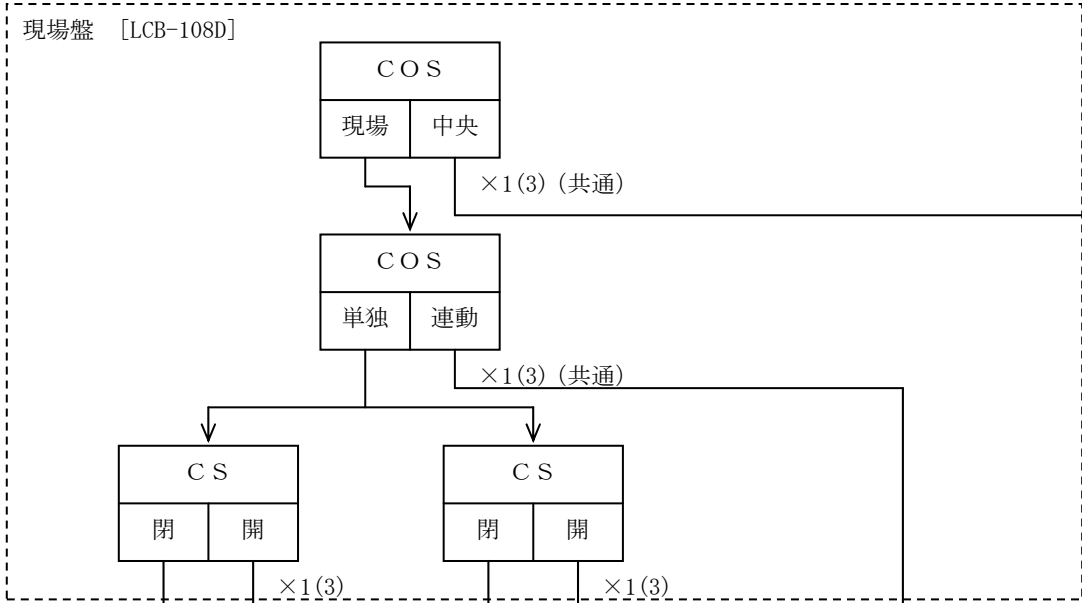 現場盤 [LCB-108D]
COS
現場 中央
×1(3) (共通)
COS
単独 連動
×1(3) (共通)
CS CS
閉 開 閉 開
×1(3) ×1(3)